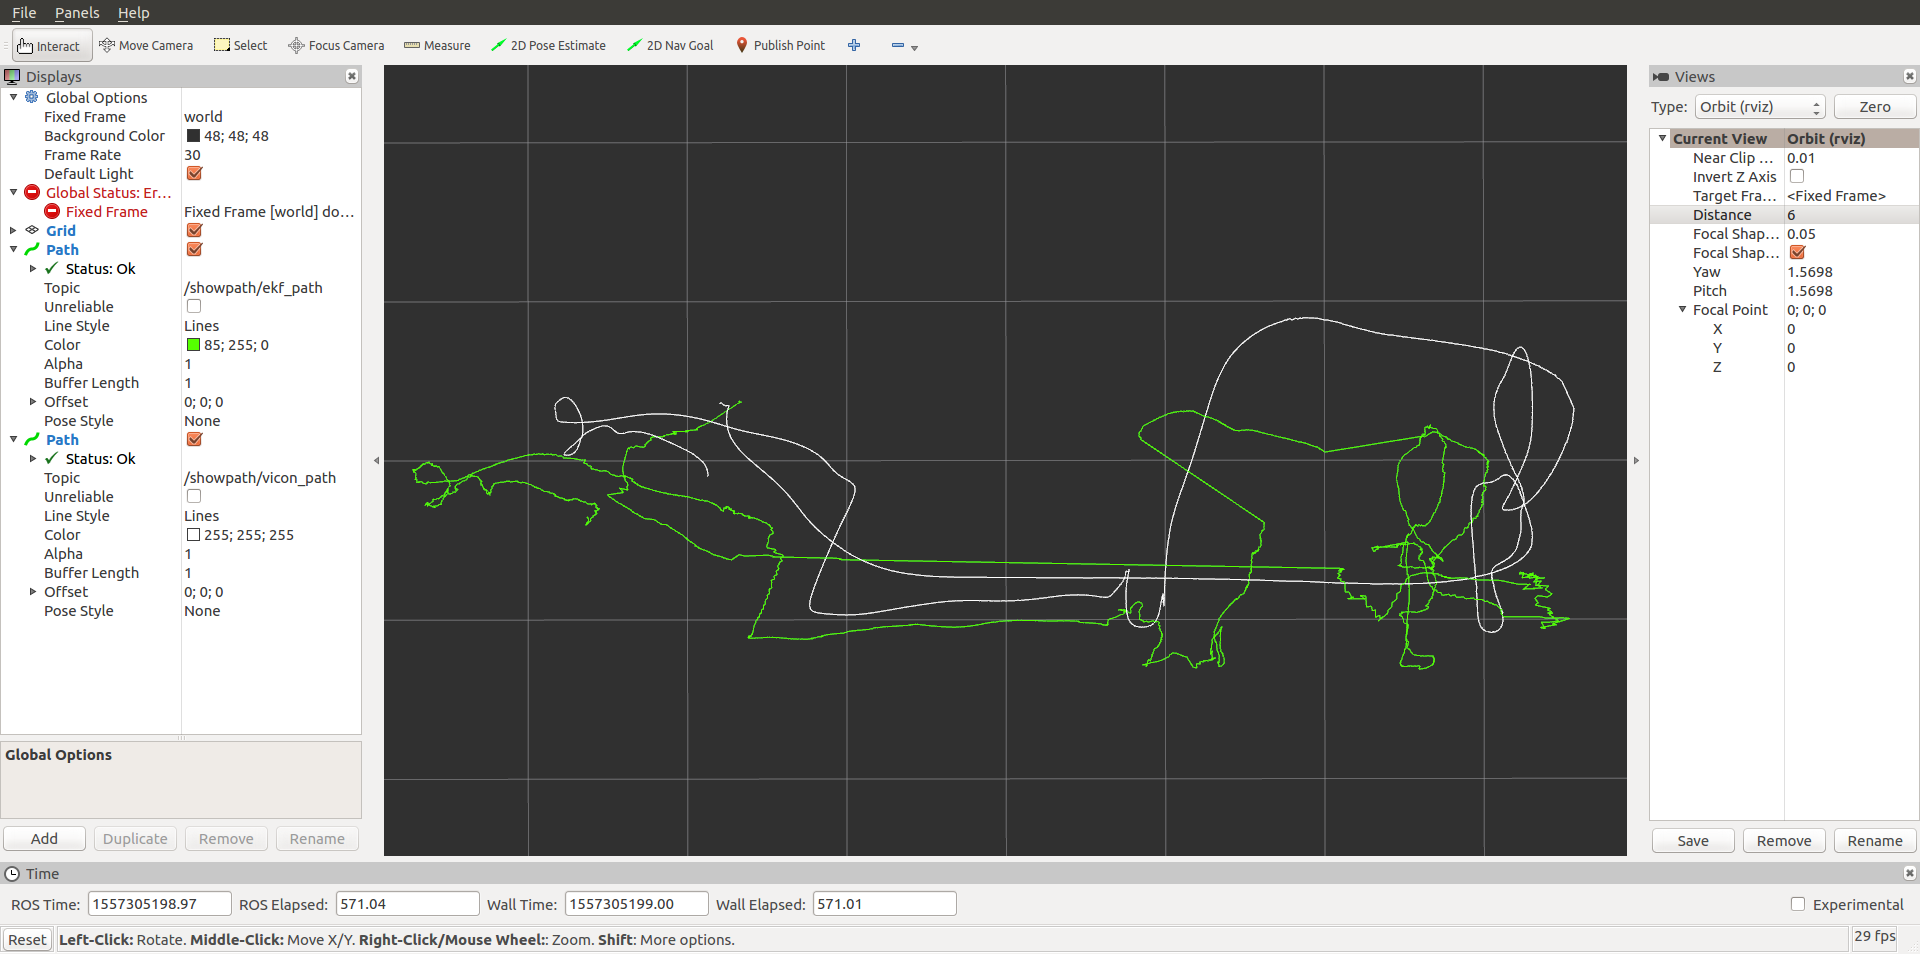 File Panels Help
Interact Move Camera Select Focus Camera Measure 2D Pose Estimate 2D Nav Goal Publish Point
Displays
Global Options
Fixed Frame world
Background Color 48; 48; 48
Frame Rate 30
Default Light
Global Status: Er...
Fixed Frame Fixed Frame [world] do...
Grid
Path
Status: Ok
Topic /showpath/ekf_path
Unreliable
Line Style Lines
Color 85; 255; 0
Alpha 1
Buffer Length 1
Offset 0; 0; 0
Pose Style None
Path
Status: Ok
Topic /showpath/vicon_path
Unreliable
Line Style Lines
Color 255; 255; 255
Alpha 1
Buffer Length 1
Offset 0; 0; 0
Pose Style None
Global Options
Add Duplicate Remove Rename
Views
Type: Orbit (rviz) Zero
Current View Orbit (rviz)
Near Clip ... 0.01
Invert Z Axis
Target Fra... <Fixed Frame>
Distance 6
Focal Shap... 0.05
Focal Shap...
Yaw 1.5698
Pitch 1.5698
Focal Point 0; 0; 0
X 0
Y 0
Z 0
Save Remove Rename
Time
ROS Time: 1557305198.97 ROS Elapsed: 571.04 Wall Time: 1557305199.00 Wall Elapsed: 571.01 Experimental
Reset Left-Click: Rotate. Middle-Click: Move X/Y. Right-Click/Mouse Wheel:: Zoom. Shift: More options. 29 fps